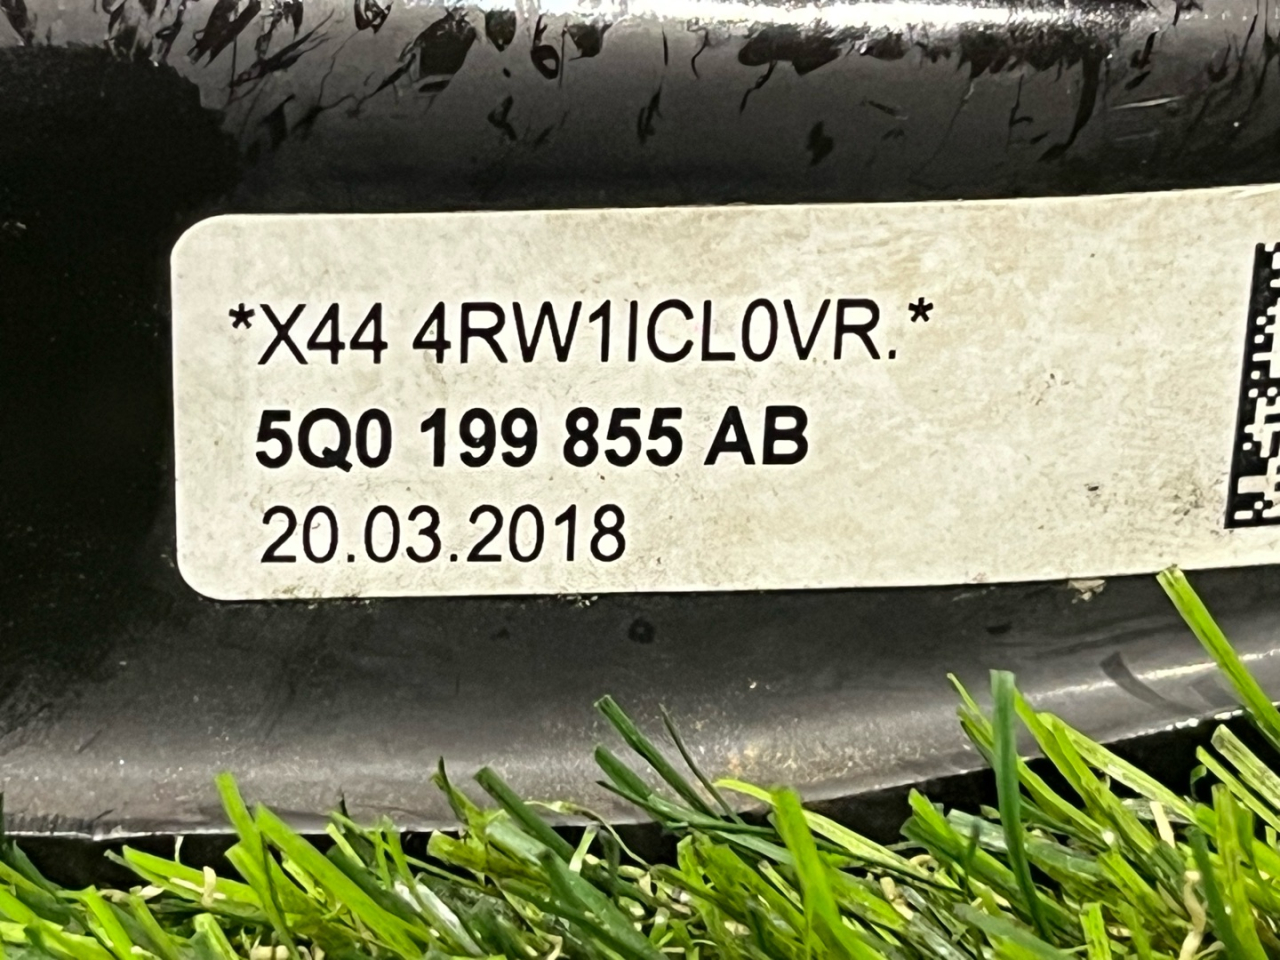 *X44 4RW1ICL0VR.*
5Q0 199 855 AB
20.03.2018